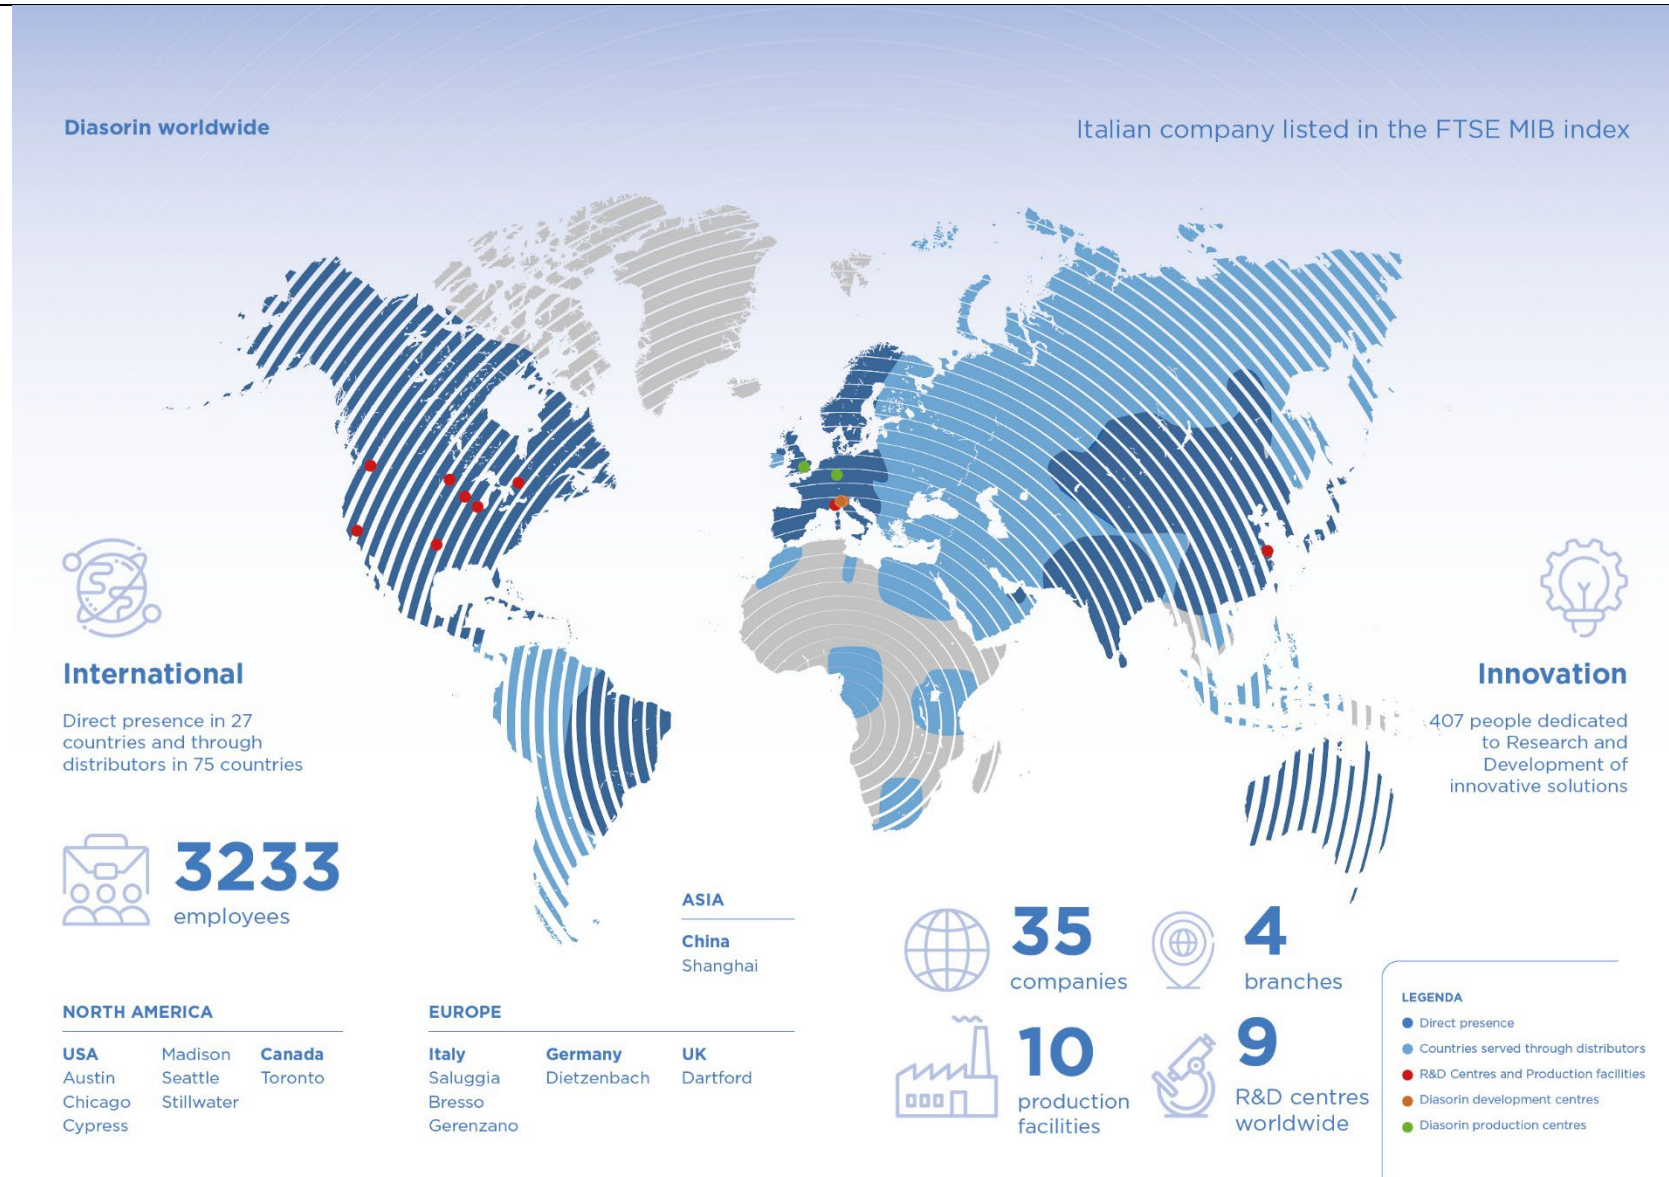 Diasorin worldwide
Italian company listed in the FTSE MIB index
International
Direct presence in 27
countries and through
distributors in 75 countries
3233
employees
Innovation
407 people dedicated
to Research and
Development of
innovative solutions
NORTH AMERICA
USA
Austin
Chicago
Cypress
Madison
Seattle
Stillwater
Canada
Toronto
EUROPE
Italy
Saluggia
Bresso
Gerenzano
Germany
Dietzenbach
UK
Dartford
ASIA
China
Shanghai
35
companies
4
branches
10
production
facilities
9
R&D centres
worldwide
LEGENDA
Direct presence
Countries served through distributors
R&D Centres and Production facilities
Diasorin development centres
Diasorin production centres